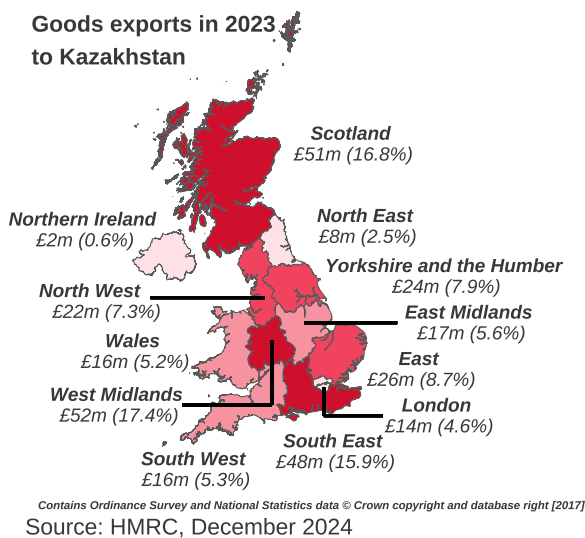 Goods exports in 2023
to Kazakhstan
Scotland
£51m (16.8%)
Northern Ireland
£2m (0.6%)
North East
£8m (2.5%)
Yorkshire and the Humber
£24m (7.9%)
North West
£22m (7.3%)
East Midlands
£17m (5.6%)
Wales
£16m (5.2%)
East
£26m (8.7%)
West Midlands
£52m (17.4%)
London
£14m (4.6%)
South East
£48m (15.9%)
South West
£16m (5.3%)
Contains Ordinance Survey and National Statistics data © Crown copyright and database right [2017]
Source: HMRC, December 2024